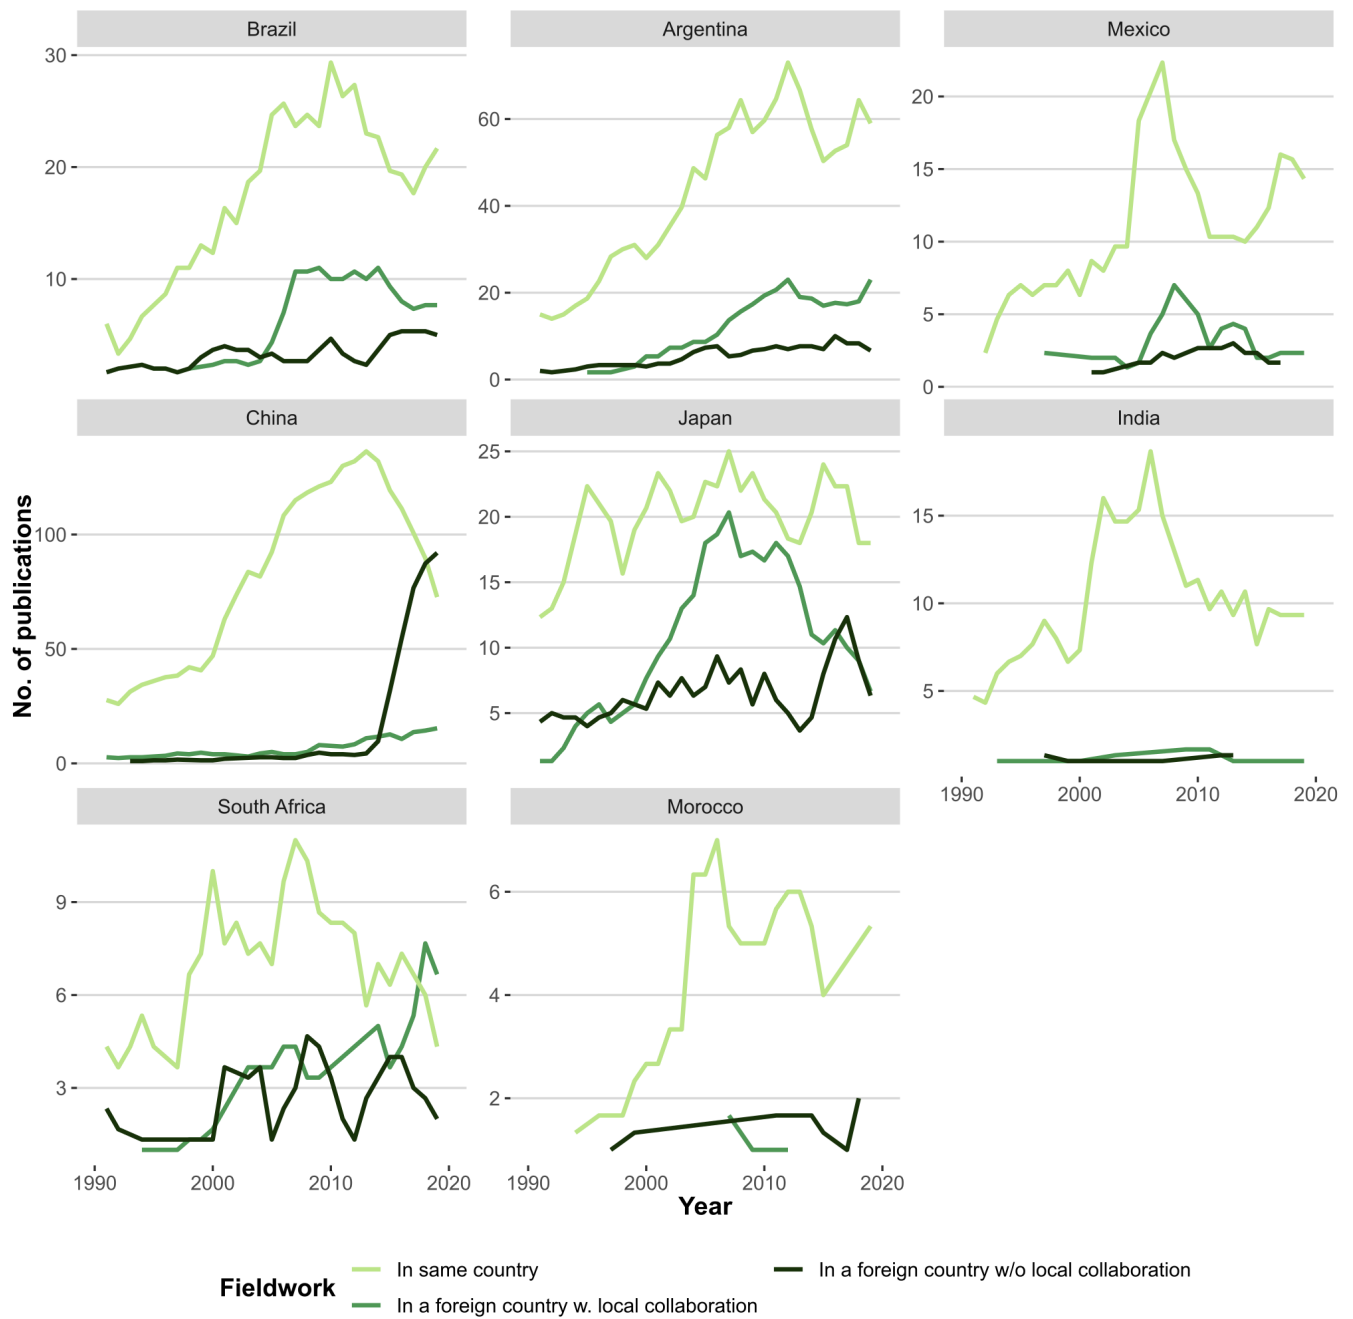 Brazil
Argentina
Mexico
30
20
10
60
40
20
0
20
15
10
5
0
China
Japan
India
100
50
0
25
20
15
10
5
15
10
5
1990 2000 2010 2020
South Africa
Morocco
9
6
3
6
4
2
1990 2000 2010 2020
1990 2000 2010 2020
No. of publications
Year
Fieldwork
In same country
In a foreign country w/o local collaboration
In a foreign country w. local collaboration